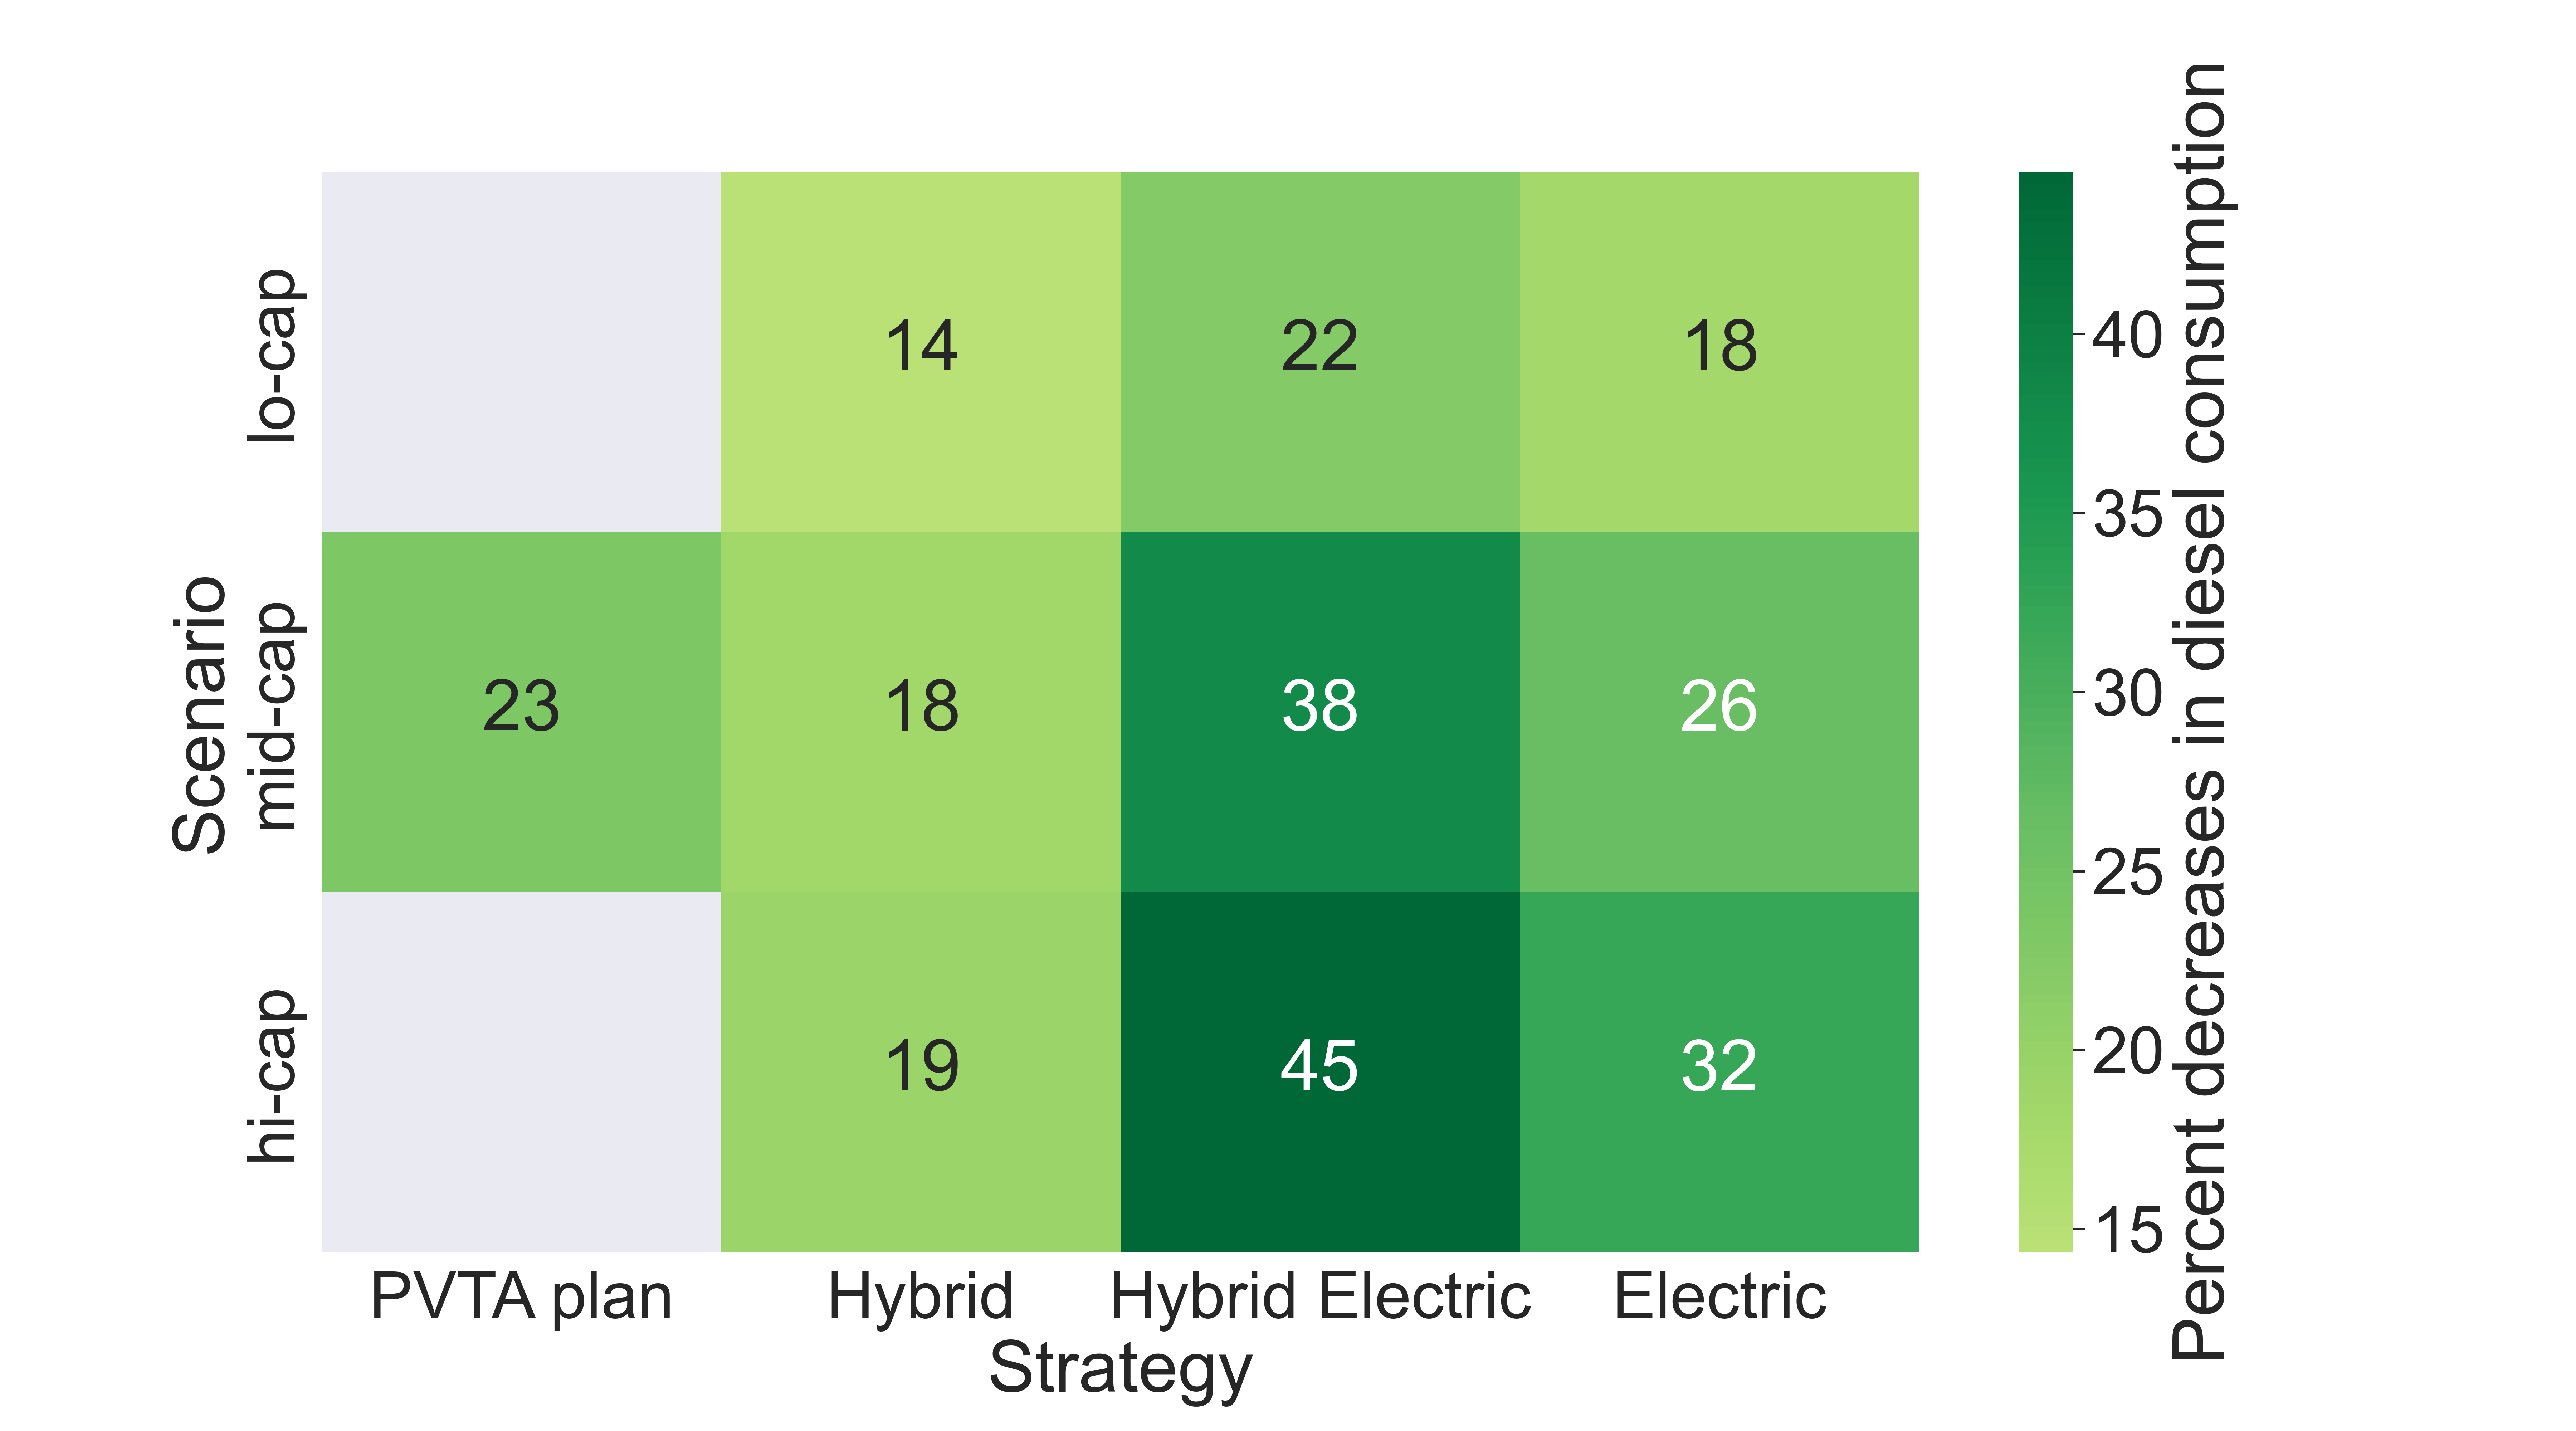 Scenario
lo-cap
14
22
18
mid-cap
23
18
38
26
hi-cap
19
45
32
PVTA plan
Hybrid
Hybrid Electric
Electric
Strategy
40
35
30
25
20
15
Percent decreases in diesel consumption